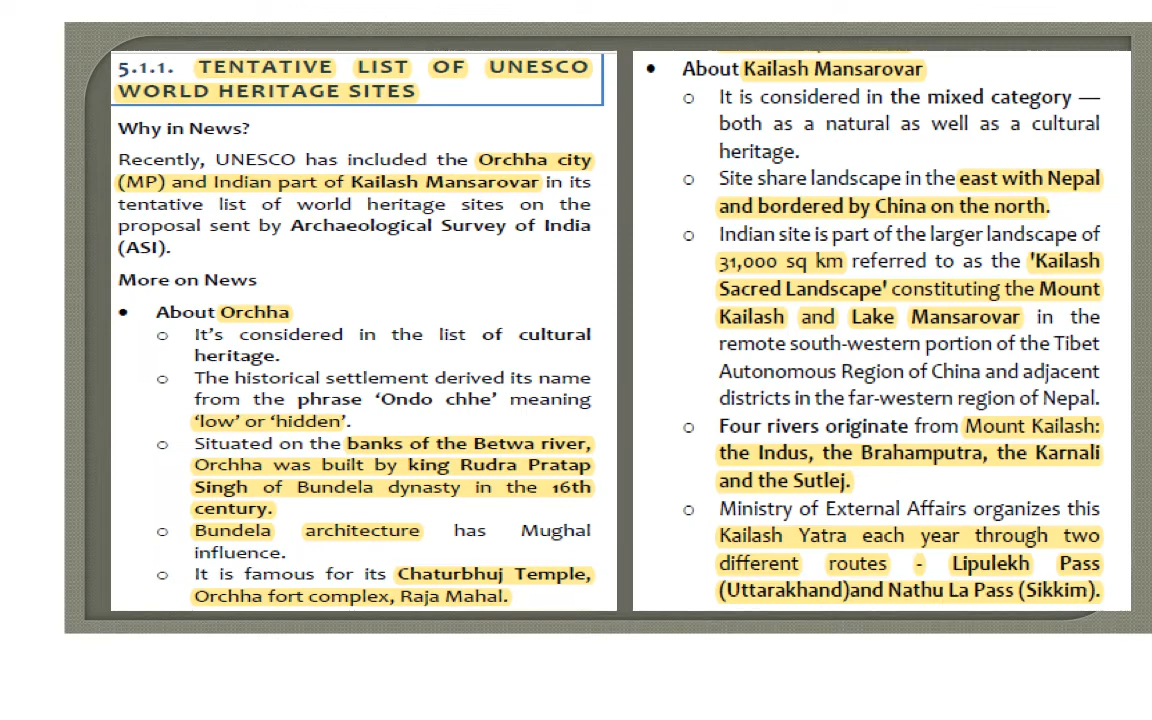 5.1.1. TENTATIVE LIST OF UNESCO
WORLD HERITAGE SITES
Why in News?
Recently, UNESCO has included the Orchha city
(MP) and Indian part of Kailash Mansarovar in its
tentative list of world heritage sites on the
proposal sent by Archaeological Survey of India
(ASI).
More on News
• About Orchha
o It's considered in the list of cultural
heritage.
o The historical settlement derived its name
from the phrase 'Ondo chhe' meaning
'low' or 'hidden'.
o Situated on the banks of the Betwa river,
Orchha was built by king Rudra Pratap
Singh of Bundela dynasty in the 16th
century.
o Bundela architecture has Mughal
influence.
o It is famous for its Chaturbhuj Temple,
Orchha fort complex, Raja Mahal.
• About Kailash Mansarovar
o It is considered in the mixed category —
both as a natural as well as a cultural
heritage.
o Site share landscape in the east with Nepal
and bordered by China on the north.
o Indian site is part of the larger landscape of
31,000 sq km referred to as the 'Kailash
Sacred Landscape' constituting the Mount
Kailash and Lake Mansarovar in the
remote south-western portion of the Tibet
Autonomous Region of China and adjacent
districts in the far-western region of Nepal.
o Four rivers originate from Mount Kailash:
the Indus, the Brahamputra, the Karnali
and the Sutlej.
o Ministry of External Affairs organizes this
Kailash Yatra each year through two
different routes - Lipulekh Pass
(Uttarakhand)and Nathu La Pass (Sikkim).